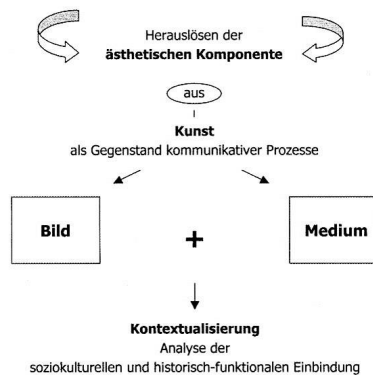 Herauslösen der
ästhetischen Komponente
aus
Kunst
als Gegenstand kommunikativer Prozesse
Bild
+
Medium
Kontextualisierung
Analyse der
soziokulturellen und historisch-funktionalen Einbindung